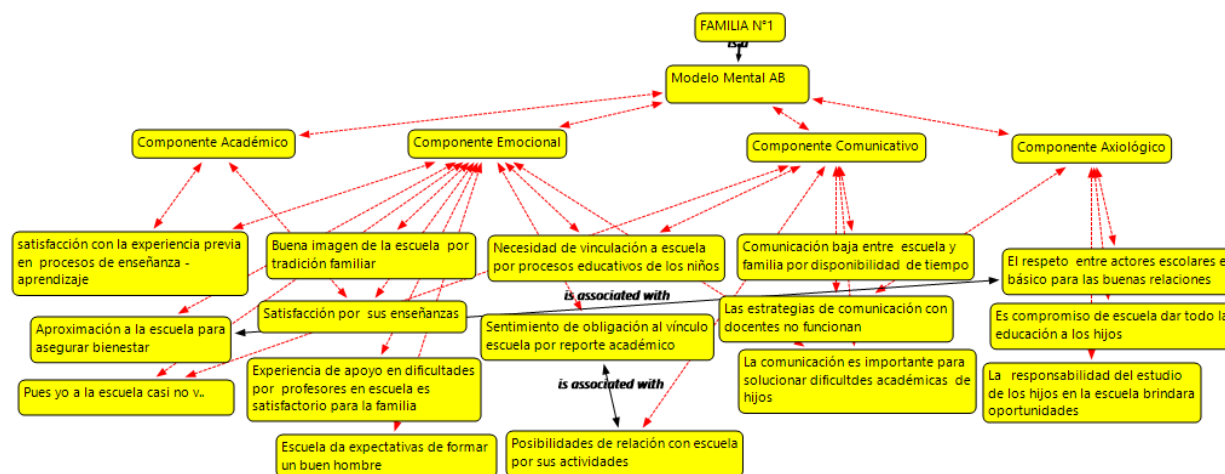 FAMILIA N°1
is a
Modelo Mental AB
Componente Académico
Componente Emocional
Componente Comunicativo
Componente Axiológico
satisfacción con la experiencia previa
en procesos de enseñanza -
aprendizaje
Buena imagen de la escuela por
tradición familiar
Necesidad de vinculación a escuela
por procesos educativos de los niños
Comunicación baja entre escuela y
familia por disponibilidad de tiempo
El respeto entre actores escolares e
básico para las buenas relaciones
is associated with
Aproximación a la escuela para
asegurar bienestar
Satisfacción por sus enseñanzas
Sentimiento de obligación al vínculo
escuela por reporte académico
Las estrategias de comunicación con
docentes no funcionan
Es compromiso de escuela dar todo la
educación a los hijos
Pues yo a la escuela casi no v..
Experiencia de apoyo en dificultades
por profesores en escuela es
satisfactorio para la familia
is associated with
La comunicación es importante para
solucionar dificultdes académicas de
hijos
La responsabilidad del estudio
de los hijos en la escuela brindara
oportunidades
Escuela da expectativas de formar
un buen hombre
Posibilidades de relación con escuela
por sus actividades